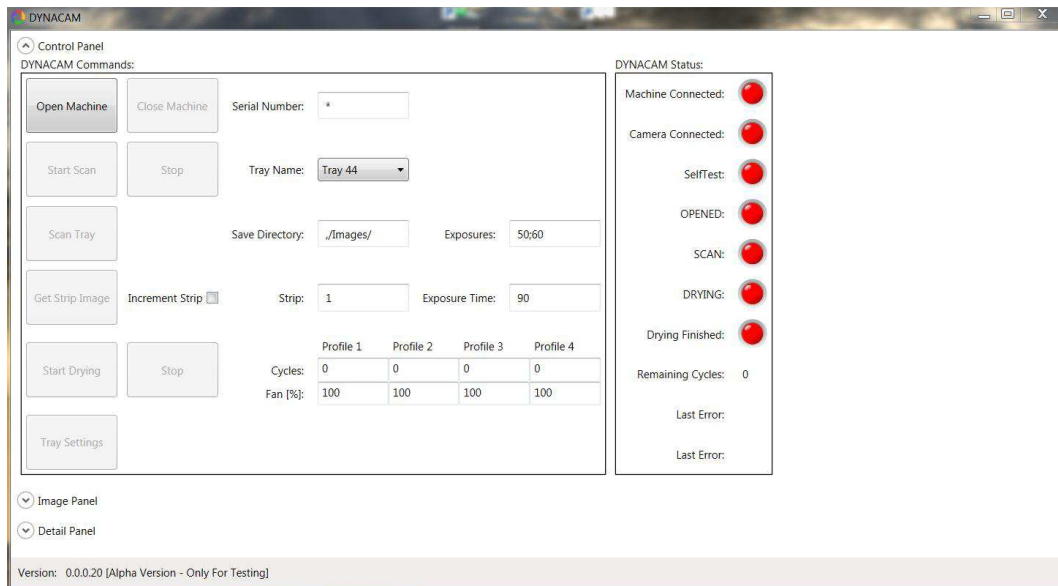 DYNACAM
Control Panel
DYNACAM Commands:
DYNACAM Status:
Open Machine
Close Machine
Serial Number:
*
Machine Connected:
Camera Connected:
Start Scan
Stop
Tray Name:
Tray 44
SelfTest:
OPENED:
Scan Tray
Save Directory:
./Images/
Exposures:
50;60
SCAN:
Get Strip Image
Increment Strip
Strip:
1
Exposure Time:
90
DRYING:
Drying Finished:
Profile 1 Profile 2 Profile 3 Profile 4
Start Drying
Stop
Cycles:
0 0 0 0
Remaining Cycles: 0
Fan [%]:
100 100 100 100
Last Error:
Tray Settings
Last Error:
Image Panel
Detail Panel
Version: 0.0.0.20 [Alpha Version - Only For Testing]